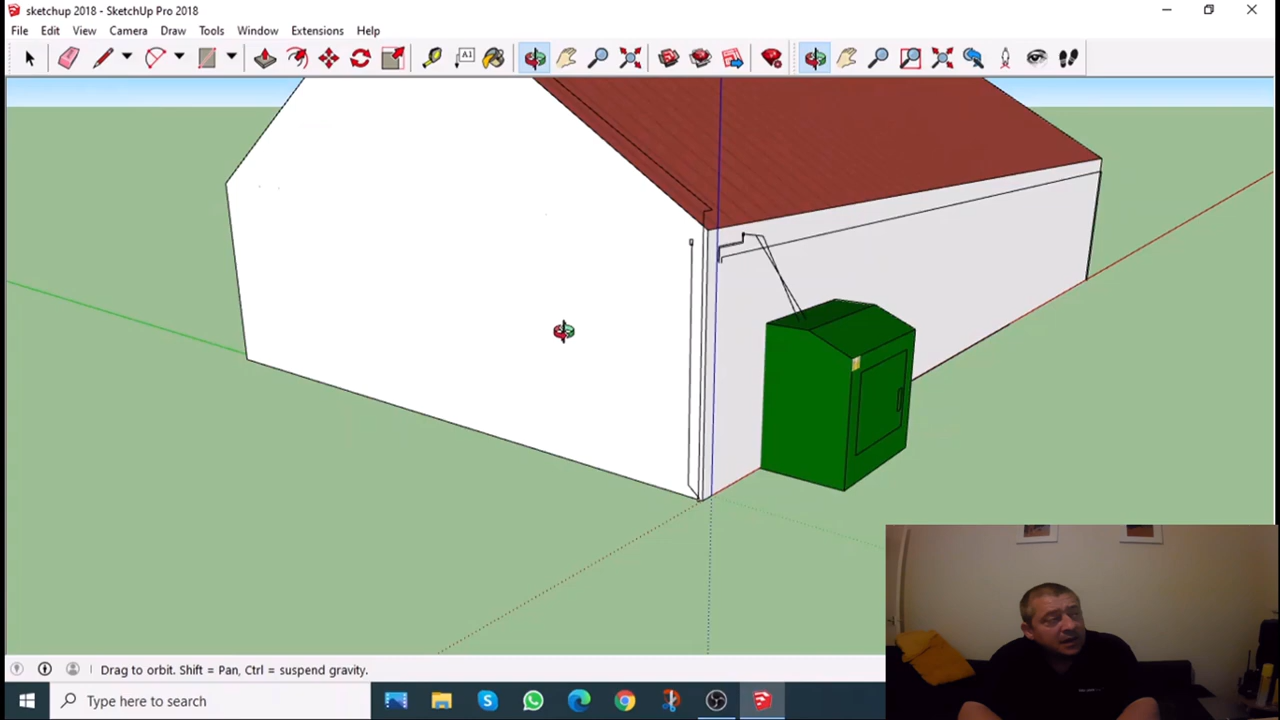 sketchup 2018 - SketchUp Pro 2018
File Edit View Camera Draw Tools Window Extensions Help
A1
Drag to orbit. Shift = Pan, Ctrl = suspend gravity.
Type here to search